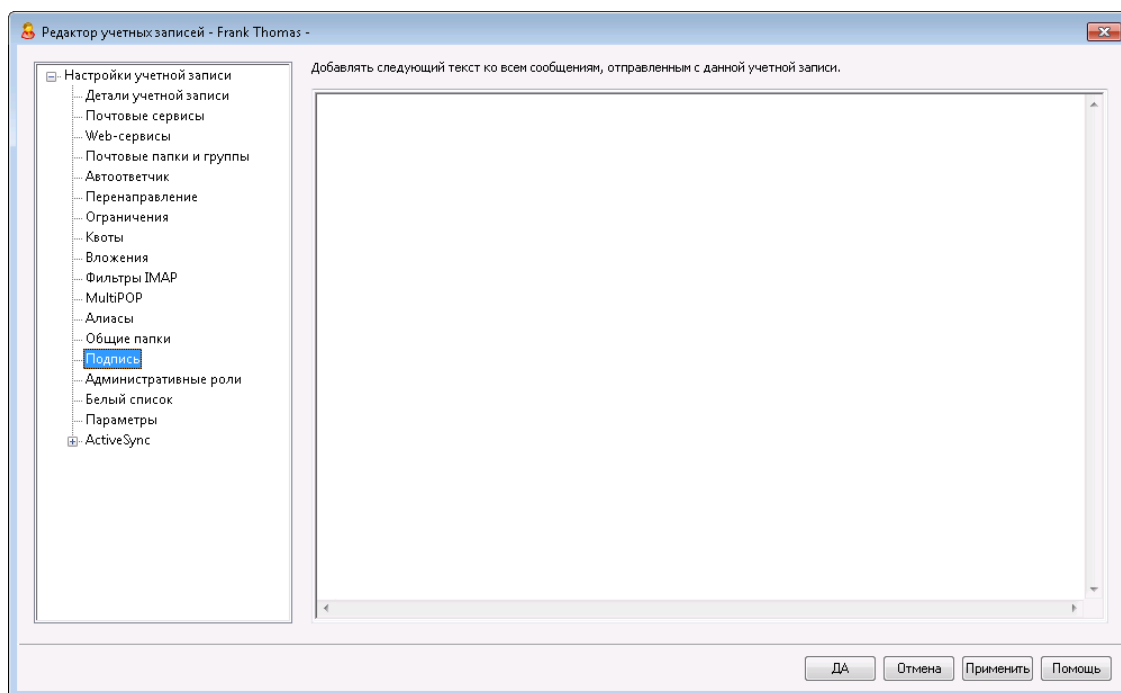 Редактор учетных записей - Frank Thomas -
Настройки учетной записи
Детали учетной записи
Почтовые сервисы
Web-сервисы
Почтовые папки и группы
Автоответчик
Перенаправление
Ограничения
Квоты
Вложения
Фильтры IMAP
MultiPOP
Алиасы
Общие папки
Подпись
Административные роли
Белый список
Параметры
ActiveSync
Добавлять следующий текст ко всем сообщениям, отправленным с данной учетной записи.
ДА
Отмена
Применить
Помощь